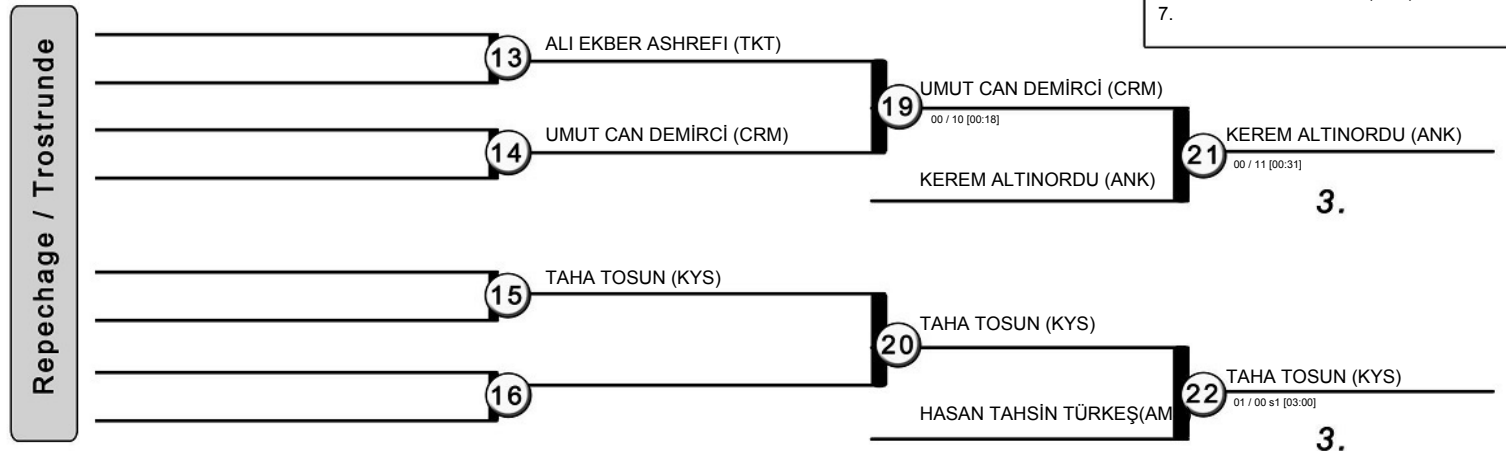 7.
Repechage / Trostrunde
13
ALI EKBER ASHREFI (TKT)
19
UMUT CAN DEMİRCİ (CRM)
00 / 10 [00:18]
14
UMUT CAN DEMİRCİ (CRM)
21
KEREM ALTINORDU (ANK)
00 / 11 [00:31]
KEREM ALTINORDU (ANK)
3.
15
TAHA TOSUN (KYS)
20
TAHA TOSUN (KYS)
16
22
TAHA TOSUN (KYS)
01 / 00 s1 [03:00]
HASAN TAHSİN TÜRKEŞ(AM
3.